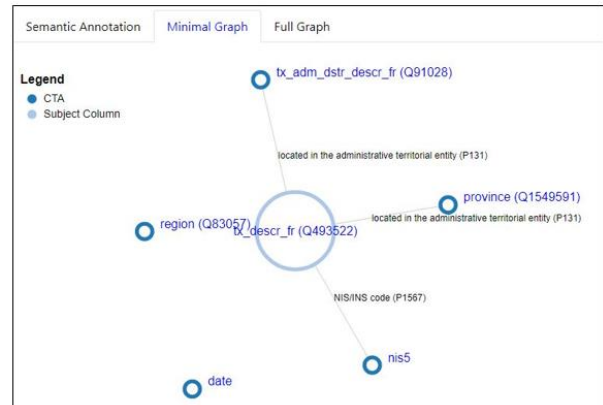 Semantic Annotation Minimal Graph Full Graph
Legend
CTA
Subject Column
tx_adm_dstr_descr_fr (Q91028)
located in the administrative territorial entity (P131)
province (Q1549591)
located in the administrative territorial entity (P131)
region (Q83057)
tx_descr_fr (Q493522)
NIS/INS code (P1567)
nis5
date